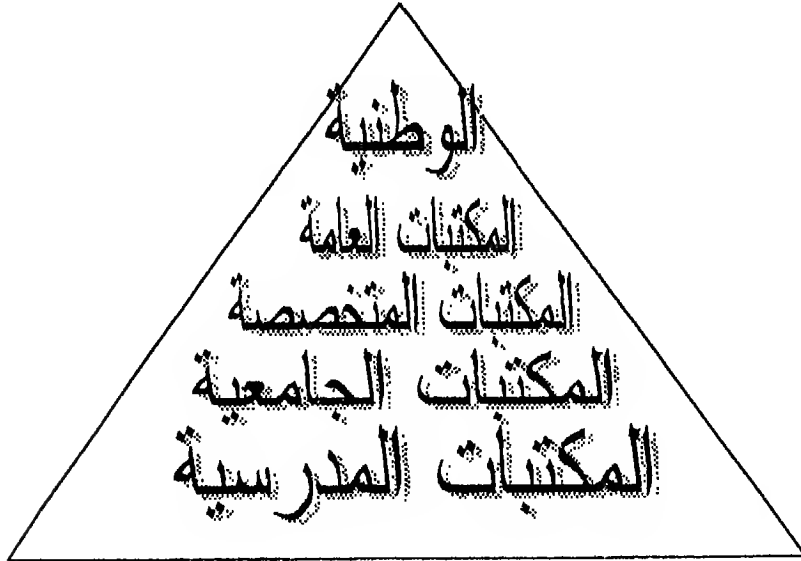 الوطنية
المكتبات العامة
المكتبات المتخصصة
المكتبات الجامعية
المكتبات المدرسية